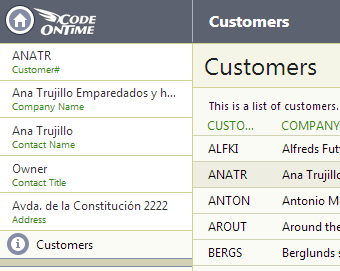 CODE
ONTIME
Customers
ANATR
Customer#
Ana Trujillo Emparedados y h...
Company Name
Ana Trujillo
Contact Name
Owner
Contact Title
Avda. de la Constitución 2222
Address
Customers
Customers
This is a list of customers.
CUSTO... COMPANY
ALFKI Alfreds Fut
ANATR Ana Trujillo
ANTON Antonio M
AROUT Around the
BERGS Berglunds s